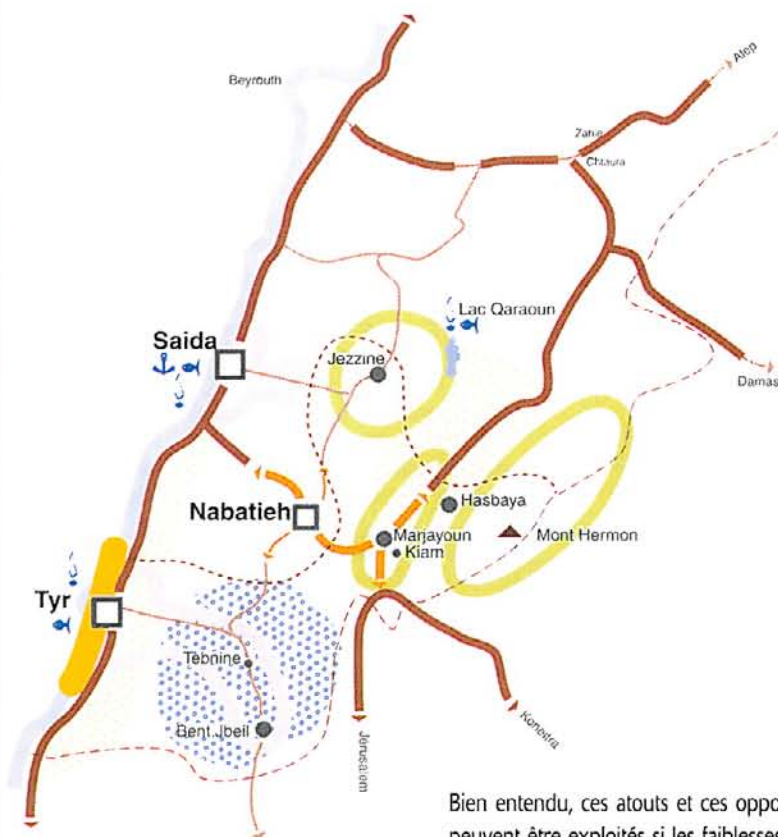 Beyrouth
Alep
Zahle
Chtaura
Lac Qaraoun
Saida
Jezzine
Damas
Nabatieh
Hasbaya
Marjayoun
Kiam
Mont Hermon
Tyr
Tebnine
Bent Jbeil
Jerusalem
Koneitra
Bien entendu, ces atouts et ces oppo
peuvent être exploités si les faiblesses